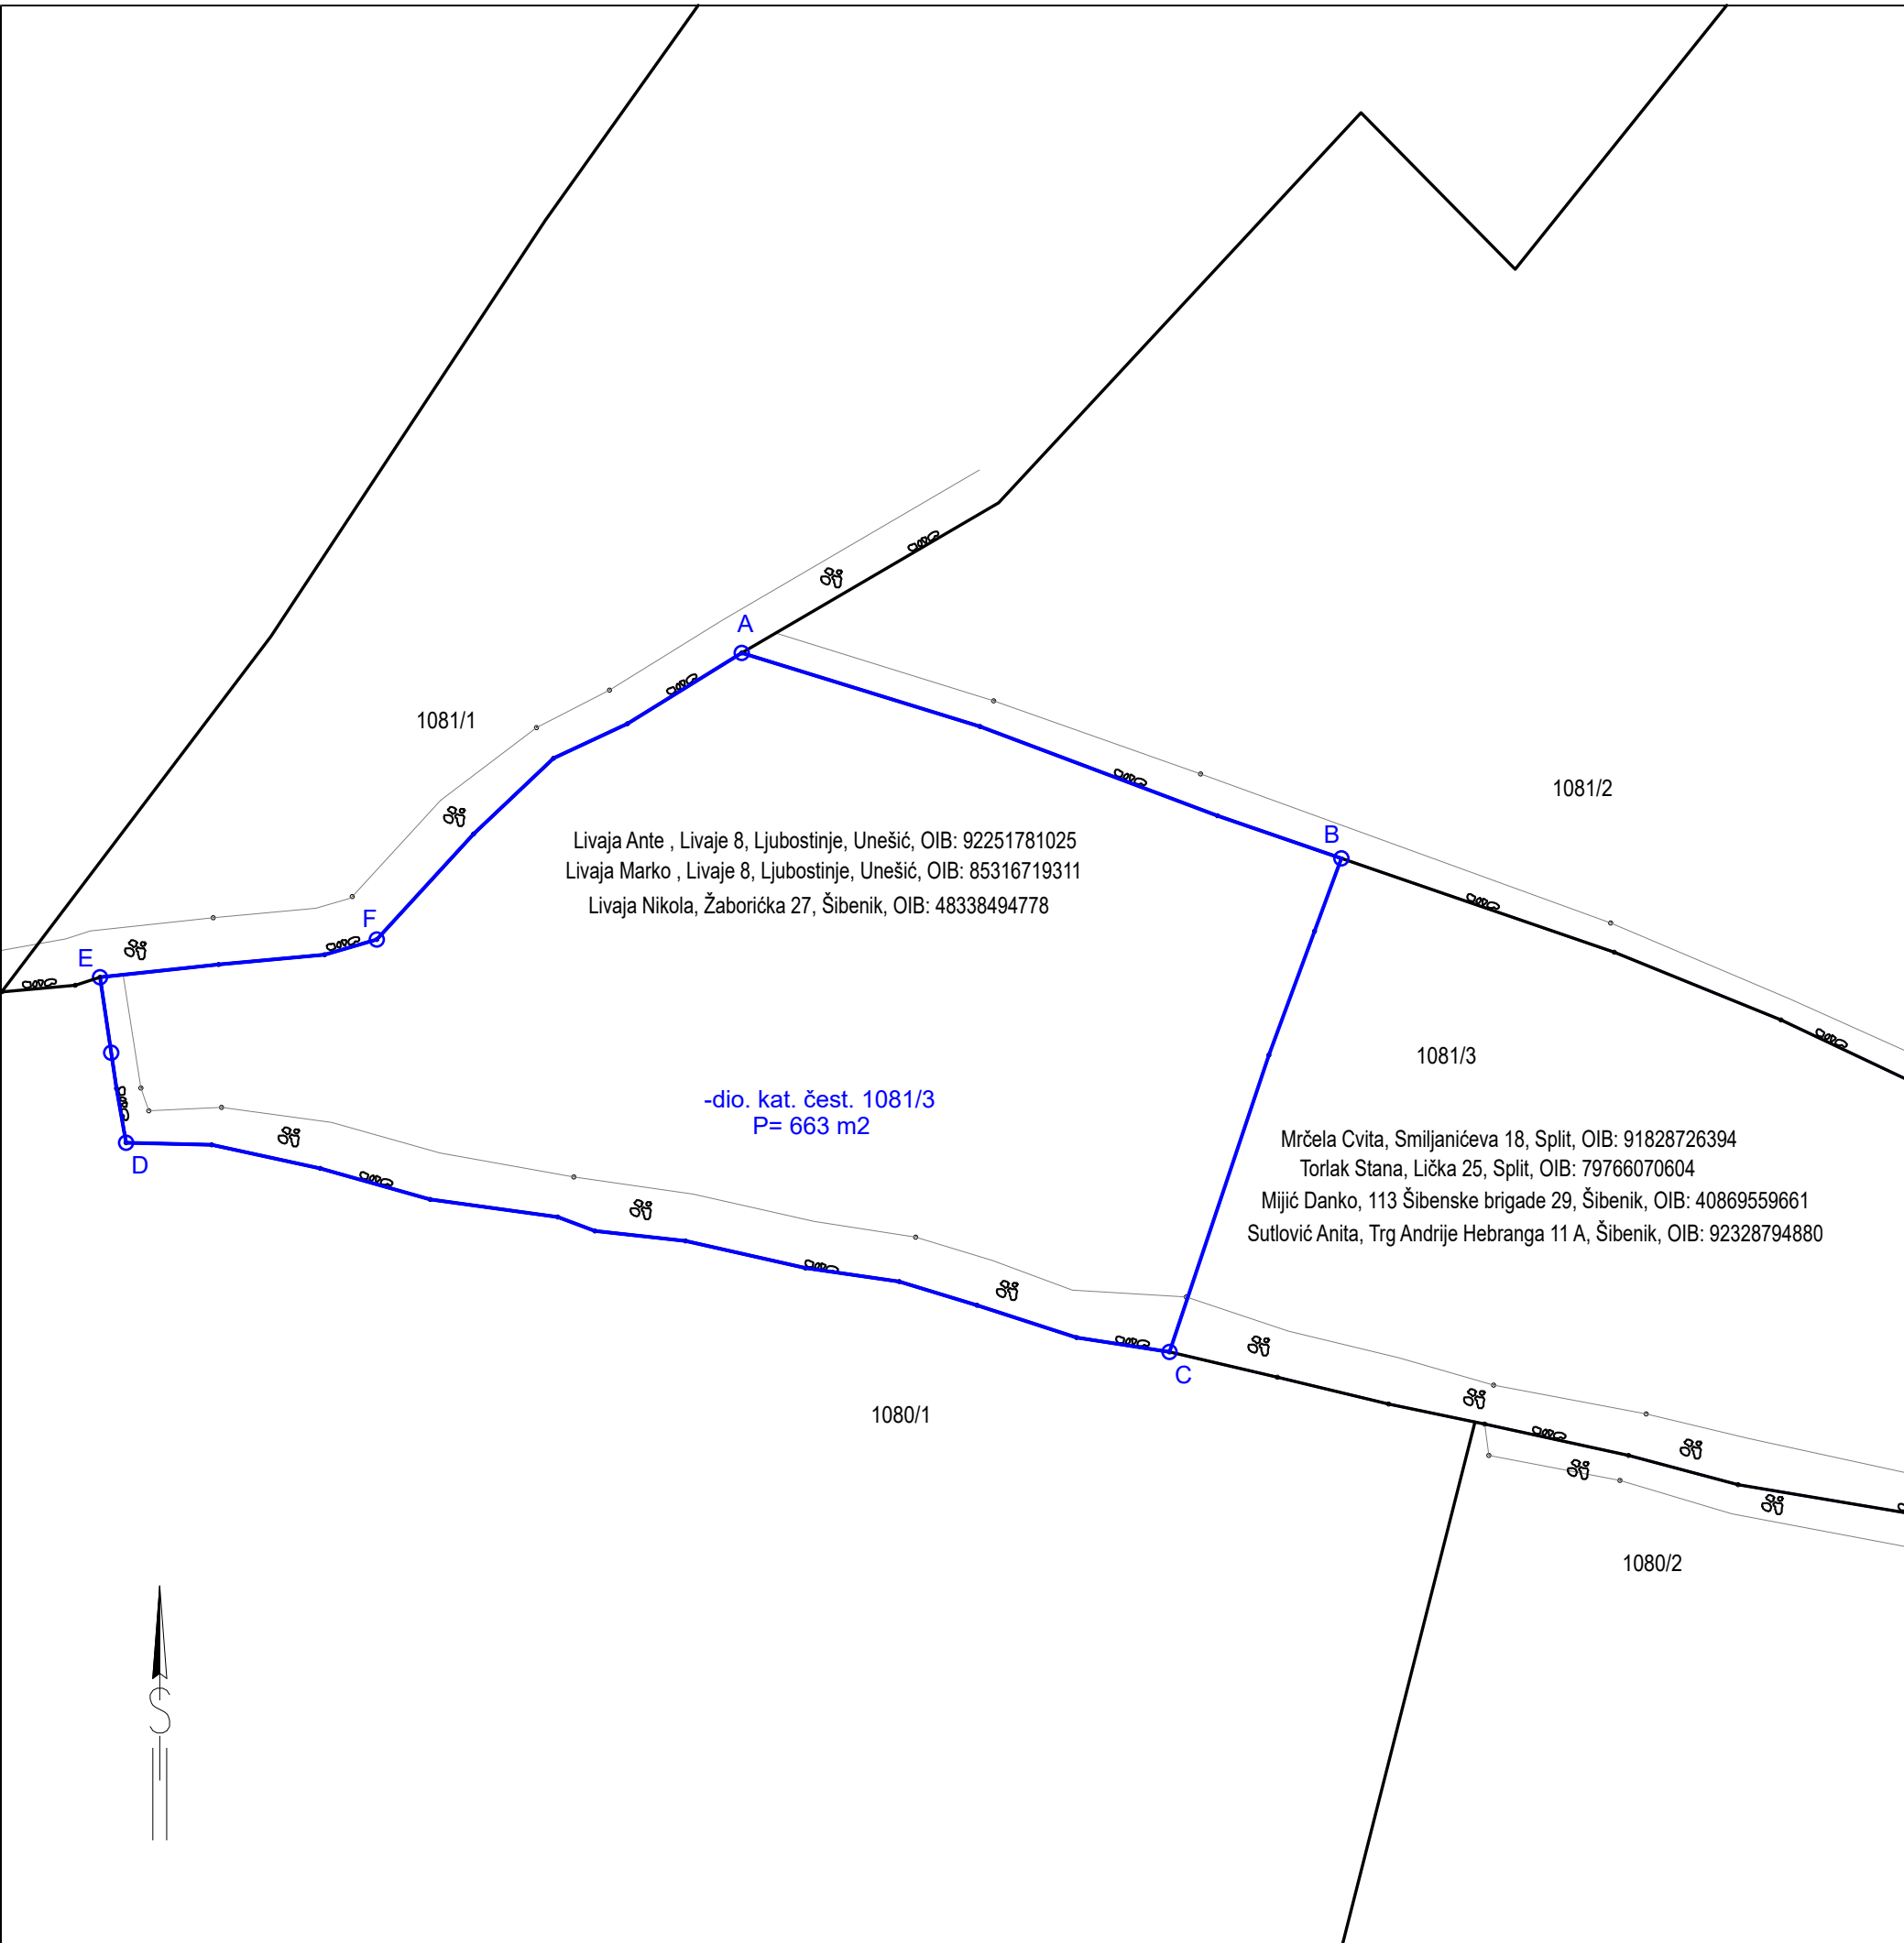 A
1081/1
1081/2
B
Livaja Ante , Livaje 8, Ljubostinje, Unešić, OIB: 92251781025
Livaja Marko , Livaje 8, Ljubostinje, Unešić, OIB: 85316719311
Livaja Nikola, Žaborićka 27, Šibenik, OIB: 48338494778
F
E
1081/3
-dio. kat. čest. 1081/3
P= 663 m2
D
Mrčela Cvita, Smiljanićeva 18, Split, OIB: 91828726394
Torlak Stana, Lička 25, Split, OIB: 79766070604
Mijić Danko, 113 Šibenske brigade 29, Šibenik, OIB: 40869559661
Sutlović Anita, Trg Andrije Hebranga 11 A, Šibenik, OIB: 92328794880
C
1080/1
1080/2
S